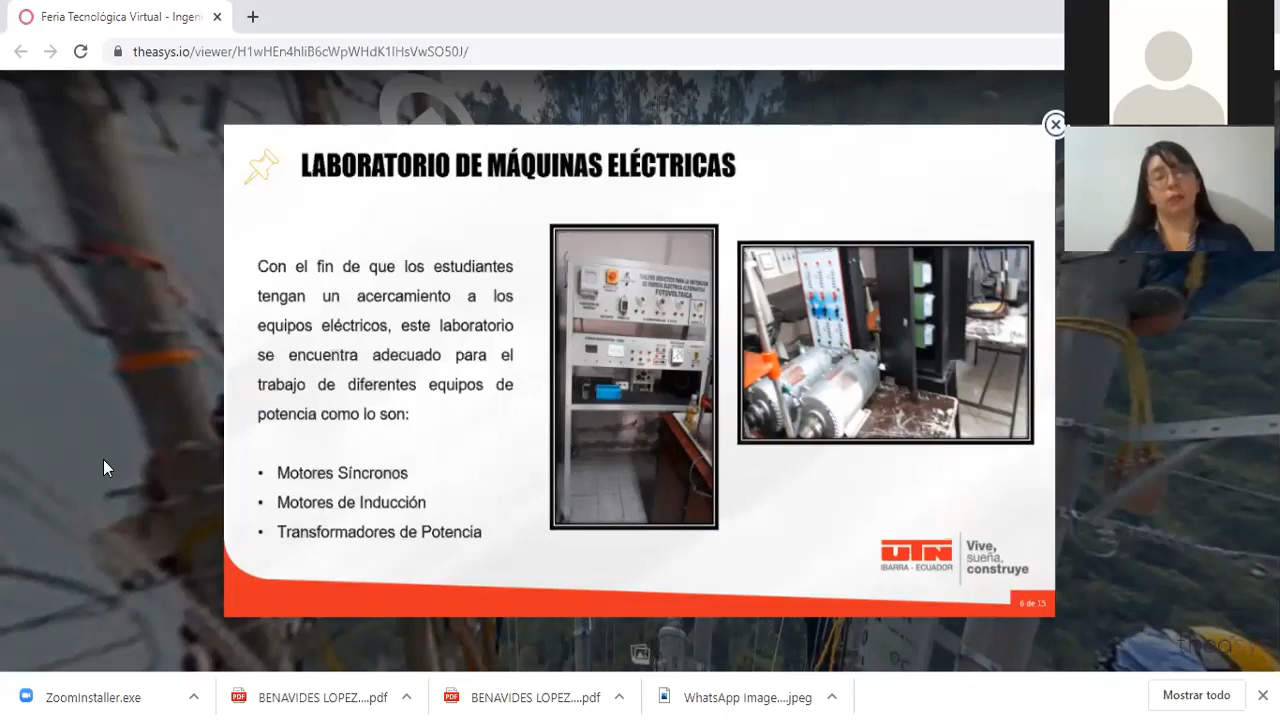 Feria Tecnológica Virtual - Ingeni
theasys.io/viewer/H1wHEn4hliB6cWpWHdK1lHsVwSO50J/
LABORATORIO DE MÁQUINAS ELÉCTRICAS
Con el fin de que los estudiantes
tengan un acercamiento a los
equipos eléctricos, este laboratorio
se encuentra adecuado para el
trabajo de diferentes equipos de
potencia como lo son:
• Motores Síncronos
• Motores de Inducción
• Transformadores de Potencia
FOTOVOLTAICA
UTN
IBARRA - ECUADOR
Vive,
sueña,
construye
6 de 15
theasys
ZoomInstaller.exe
BENAVIDES LOPEZ....pdf
BENAVIDES LOPEZ....pdf
WhatsApp Image....jpeg
Mostrar todo